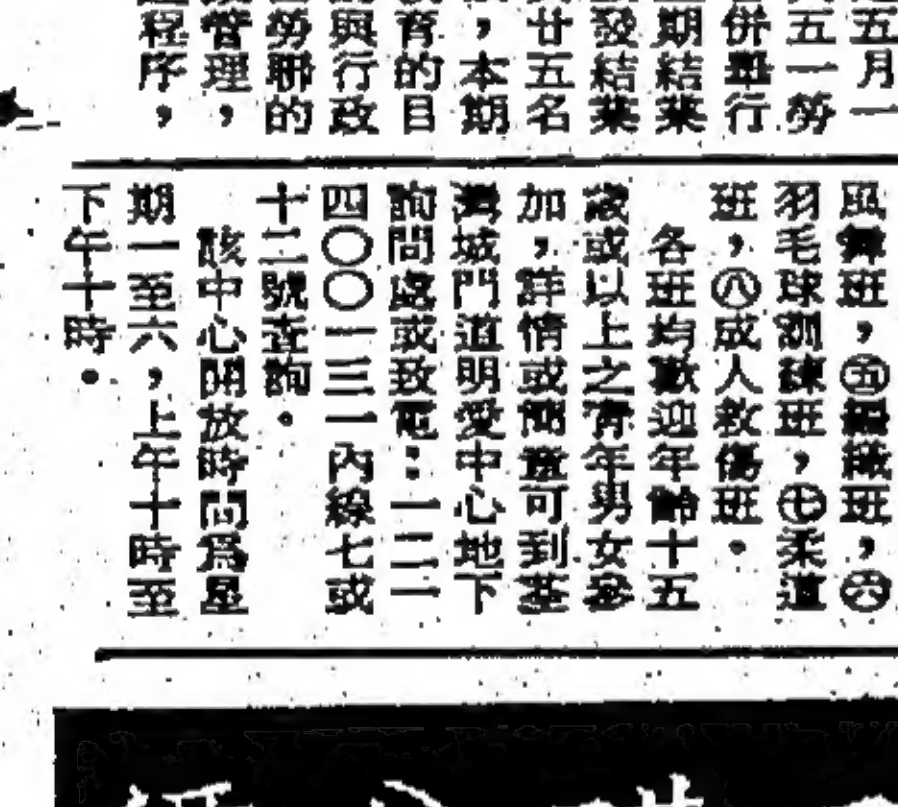 五月一
五一勞
併舉行
期結業
發結業
廿五名
，本期
育的目
與行政
勞聯的
管理，
程序，
風舞班，㊄編織班，㊅
羽毛球訓練班，㊆柔道
班，㊇成人救傷班。
各班均歡迎年齡十五
歲或以上之青年男女參
加，詳情或簡章可到荃
灣城門道明愛中心地下
詢問處或致電：一二一
四〇〇一三一內線七或
十二號查詢。
該中心開放時間爲星
期一至六，上午十時至
下午十時。